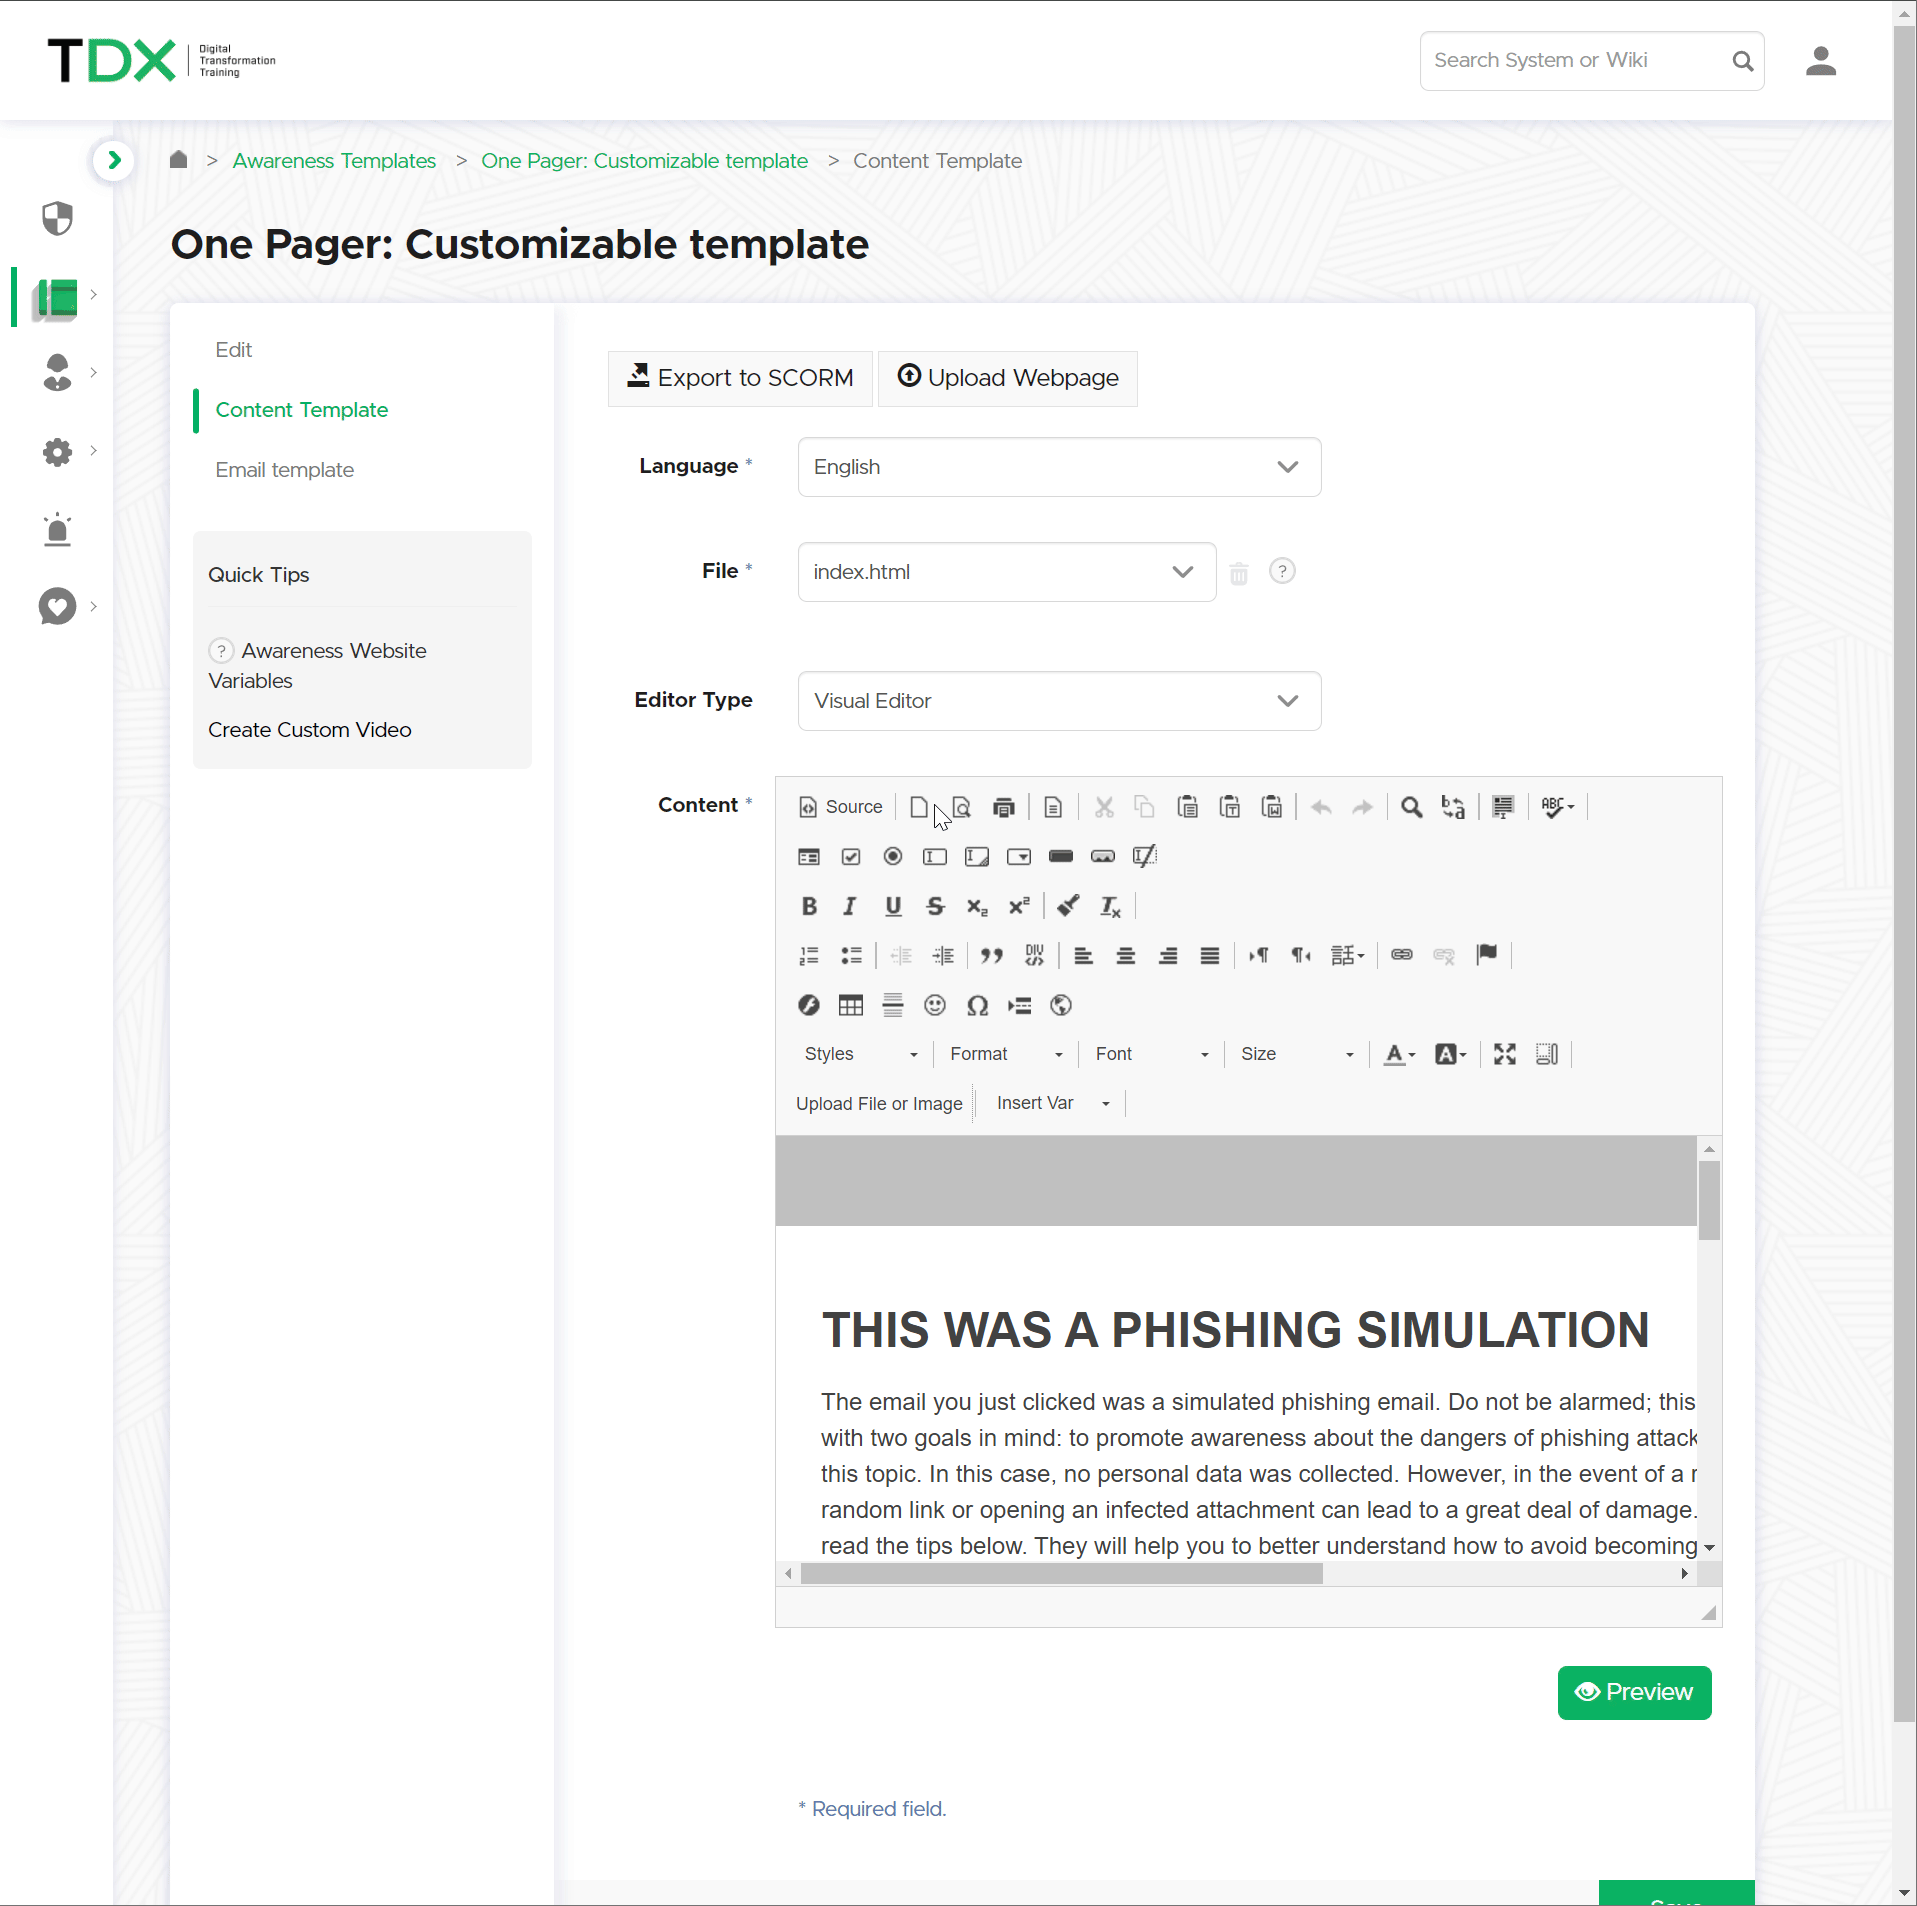 TDX
Digital
Transformation
Training
Search System or Wiki
> Awareness Templates > One Pager: Customizable template > Content Template
One Pager: Customizable template
Edit
Content Template
Email template
Quick Tips
? Awareness Website
Variables
Create Custom Video
Export to SCORM
Upload Webpage
Language *
English
File *
index.html
?
Editor Type
Visual Editor
Content *
Source
ABC
B I U S x₂ x²
DIV
話
Styles
Format
Font
Size
A
A
Upload File or Image
Insert Var
THIS WAS A PHISHING SIMULATION
The email you just clicked was a simulated phishing email. Do not be alarmed; this
with two goals in mind: to promote awareness about the dangers of phishing attack
this topic. In this case, no personal data was collected. However, in the event of a r
random link or opening an infected attachment can lead to a great deal of damage.
read the tips below. They will help you to better understand how to avoid becoming
Preview
* Required field.